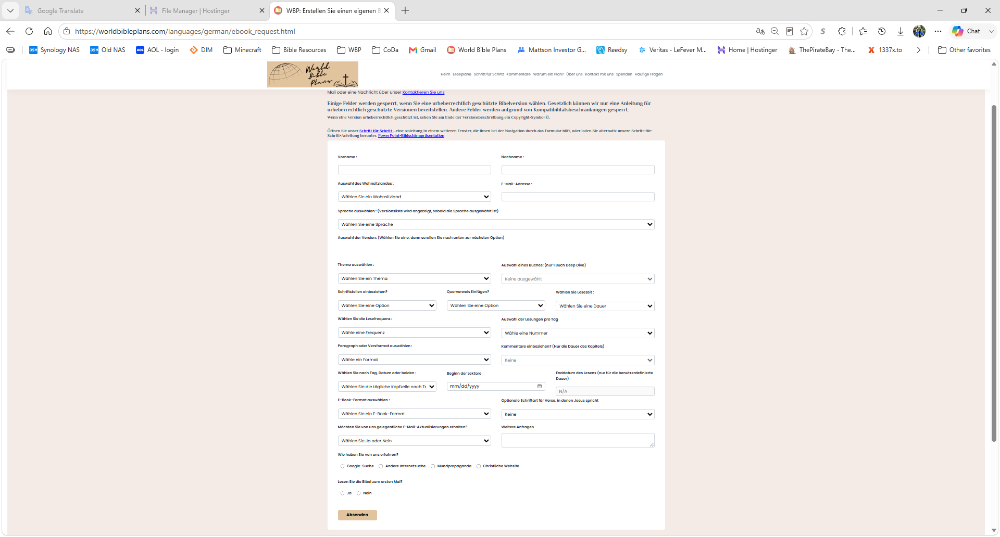 Google Translate
File Manager | Hostinger
WBP: Erstellen Sie einen eigenen B
https://worldbibleplans.com/languages/german/ebook_request.html
Chat
Synology NAS
Old NAS
AOL - login
DIM
Minecraft
Bible Resources
WBP
CoDa
Gmail
World Bible Plans
Mattson Investor G...
Reedsy
Veritas - LeFever M...
Home | Hostinger
ThePirateBay - The...
1337x.to
Other favorites
World
Bible
Plans
Heim Lesepläne Schritt für Schritt Kommentare Warum ein Plan? Über uns Kontakt mit uns Spenden Häufige Fragen
Mail oder eine Nachricht über unser Kontaktieren Sie uns
Einige Felder werden gesperrt, wenn Sie eine urheberrechtlich geschützte Bibelversion wählen. Gesetzlich können wir nur eine Anleitung für
urheberrechtlich geschützte Versionen bereitstellen. Andere Felder werden aufgrund von Kompatibilitätsbeschränkungen gesperrt.
Wenn eine Version urheberrechtlich geschützt ist, sehen Sie am Ende der Versionsbeschreibung ein Copyright-Symbol ©.
Öffnen Sie unser Schritt für Schritt ...eine Anleitung in einem weiteren Fenster, die Ihnen bei der Navigation durch das Formular hilft, oder laden Sie alternativ unsere Schritt-für-
Schritt-Anleitung herunter. PowerPoint-Bildschirmpräsentation
Vorname :
Nachname :
Auswahl des Wohnsitzlandes :
E-Mail-Adresse :
Wählen Sie ein Wohnsitzland
Sprache auswählen : (Versionsliste wird angezeigt, sobald die Sprache ausgewählt ist)
Wählen Sie eine Sprache
Auswahl der Version: (Wählen Sie eine, dann scrollen Sie nach unten zur nächsten Option)
Thema auswählen :
Auswahl eines Buches: (nur 1 Buch Deep Dive)
Wählen Sie ein Thema
Keine ausgewählt
Schriftstellen einbeziehen?
Querverweis Einfügen?
Wählen Sie Lesezeit :
Wählen Sie eine Option
Wählen Sie eine Option
Wählen Sie eine Dauer
Wählen Sie die Lesefrequenz :
Auswahl der Lesungen pro Tag
Wähle eine Frequenz
Wähle eine Nummer
Paragraph oder Versformat auswählen :
Kommentare einbeziehen? (Nur die Dauer des Kapitels)
Wähle ein Format
Keine
Wählen Sie nach Tag, Datum oder beiden :
Beginn der Lektüre
Enddatum des Lesens (nur für die benutzerdefinierte
Dauer)
Wählen Sie die tägliche Kopfzeile nach Ta
mm/dd/yyyy
N/A
E-Book-Format auswählen :
Optionale Schriftart für Verse, in denen Jesus spricht
Wählen Sie ein E-Book-Format
Keine
Möchten Sie von uns gelegentliche E-Mail-Aktualisierungen erhalten?
Weitere Anfragen
Wählen Sie Ja oder Nein
Wie haben Sie von uns erfahren?
Google-Suche Andere Internetsuche Mundpropaganda Christliche Website
Lesen Sie die Bibel zum ersten Mal?
Ja Nein
Absenden